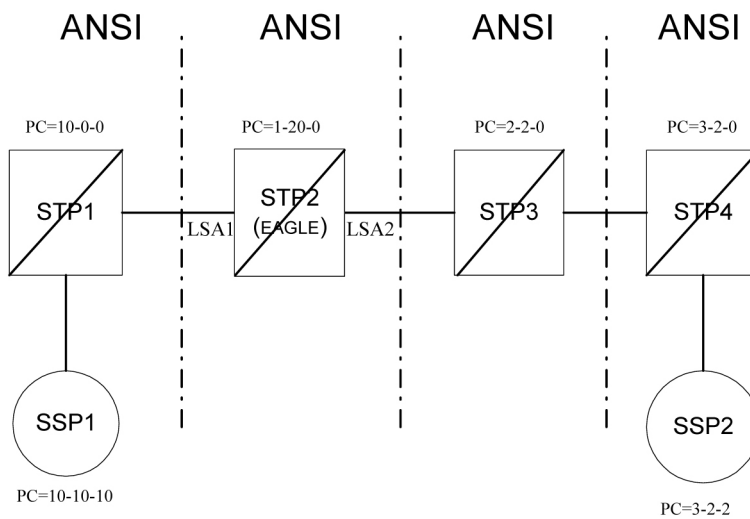 ANSI ANSI ANSI ANSI
PC=10-0-0 PC=1-20-0 PC=2-2-0 PC=3-2-0
STP1 STP2 STP3 STP4
(EAGLE)
LSA1 LSA2
SSP1 SSP2
PC=10-10-10 PC=3-2-2